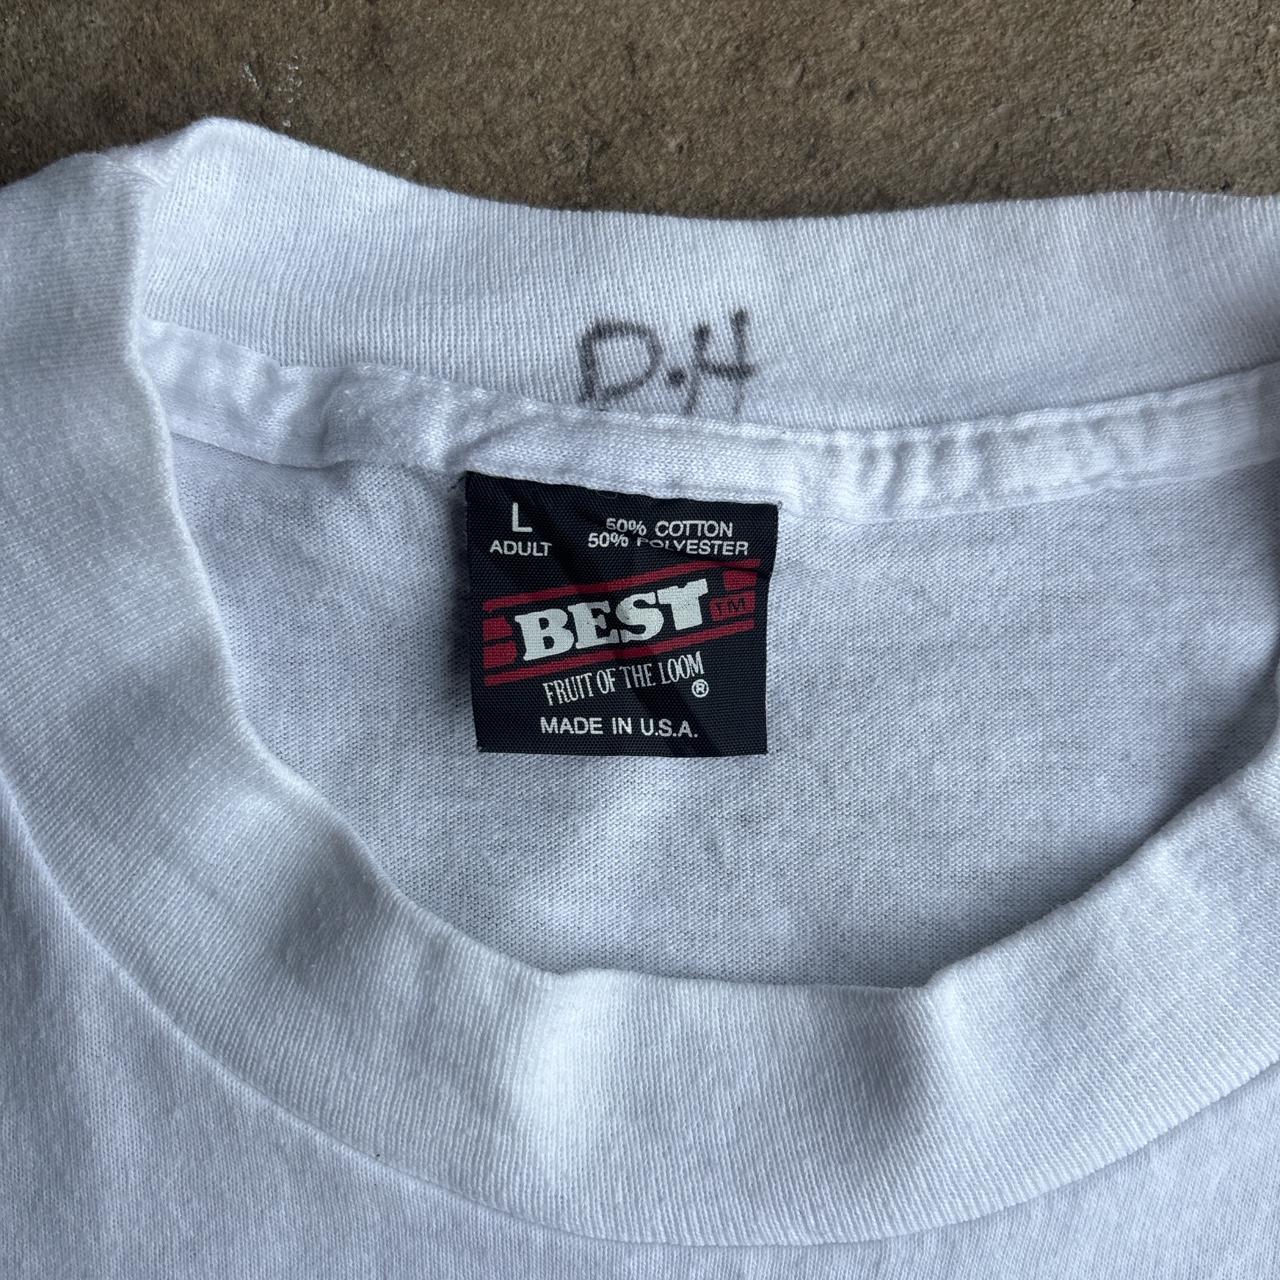 D.H
L
ADULT
50% COTTON
50% POLYESTER
BEST TM
FRUIT OF THE LOOM ®
MADE IN U.S.A.